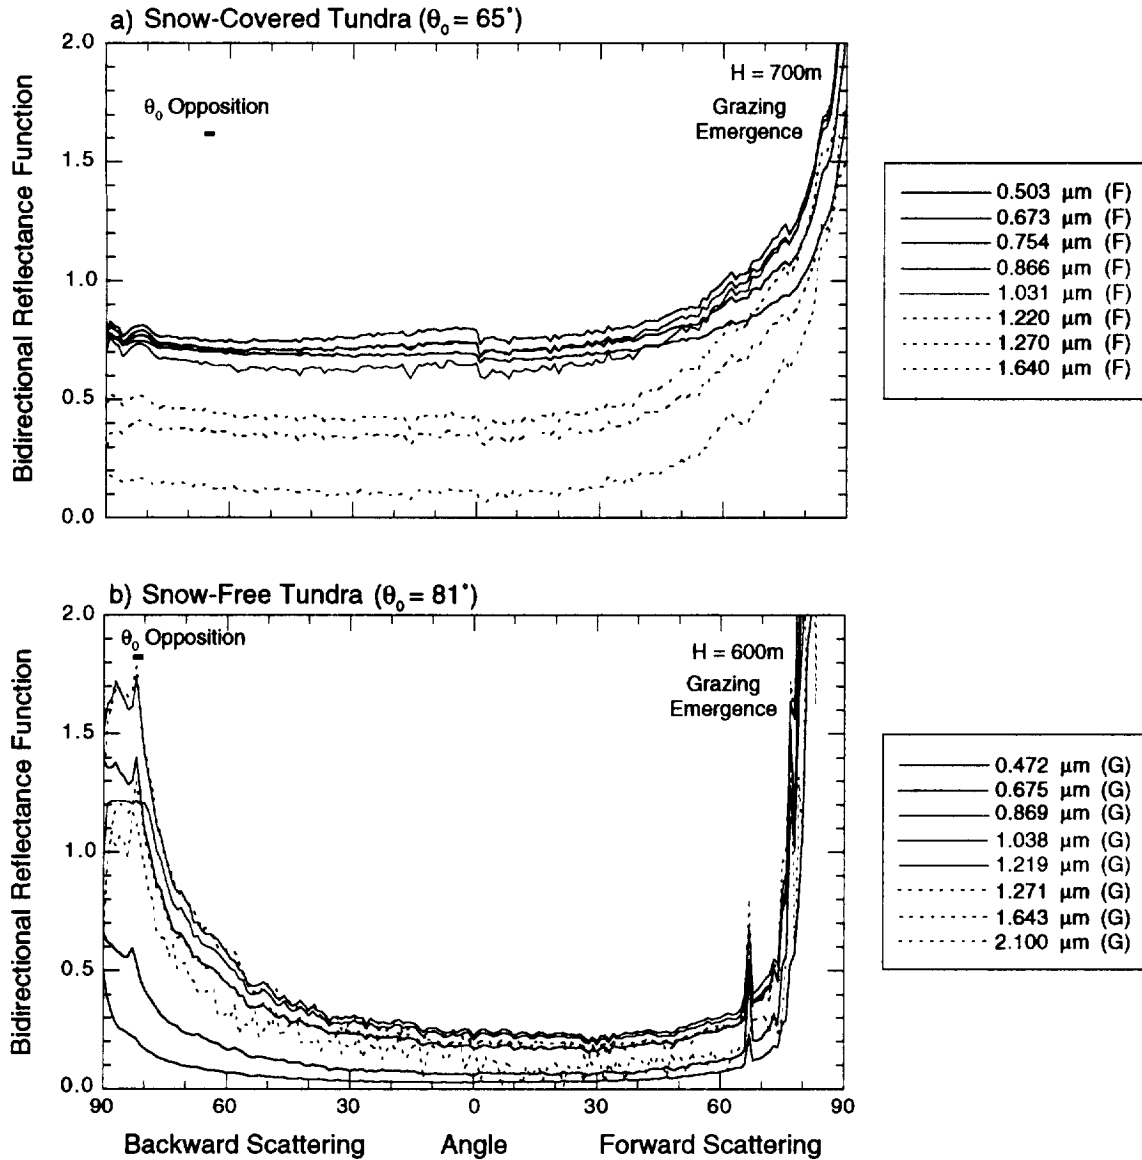 a) Snow-Covered Tundra (θ₀ = 65°)
2.0
1.5
1.0
0.5
0.0
Bidirectional Reflectance Function
θ₀ Opposition
H = 700m
Grazing
Emergence
0.503 μm (F)
0.673 μm (F)
0.754 μm (F)
0.866 μm (F)
1.031 μm (F)
1.220 μm (F)
1.270 μm (F)
1.640 μm (F)
b) Snow-Free Tundra (θ₀ = 81°)
2.0
1.5
1.0
0.5
0.0
Bidirectional Reflectance Function
θ₀ Opposition
H = 600m
Grazing
Emergence
0.472 μm (G)
0.675 μm (G)
0.869 μm (G)
1.038 μm (G)
1.219 μm (G)
1.271 μm (G)
1.643 μm (G)
2.100 μm (G)
90 60 30 0 30 60 90
Backward Scattering Angle Forward Scattering